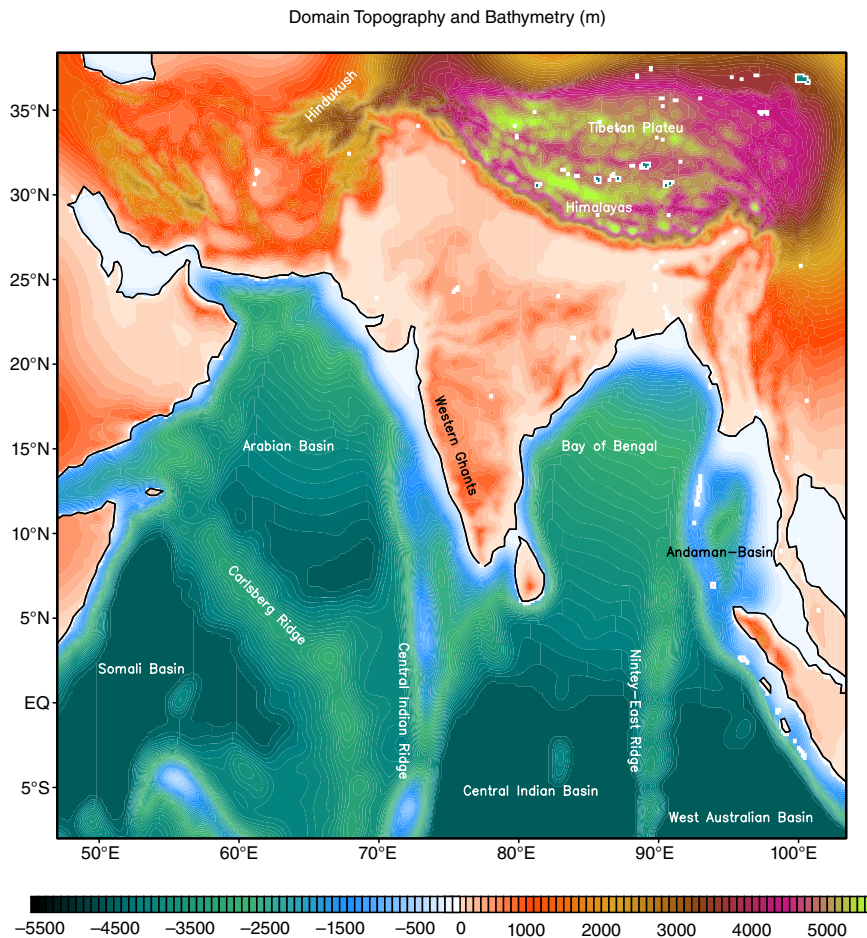 Domain Topography and Bathymetry (m)
35°N
30°N
25°N
20°N
15°N
10°N
5°N
EQ
5°S
Hindukush
Tibetan Plateu
Himalayas
Western Ghants
Arabian Basin
Bay of Bengal
Andaman-Basin
Carlsberg Ridge
Somali Basin
Central Indian Ridge
Nintey-East Ridge
Central Indian Basin
West Australian Basin
50°E 60°E 70°E 80°E 90°E 100°E
−5500 −4500 −3500 −2500 −1500 −500 0 1000 2000 3000 4000 5000